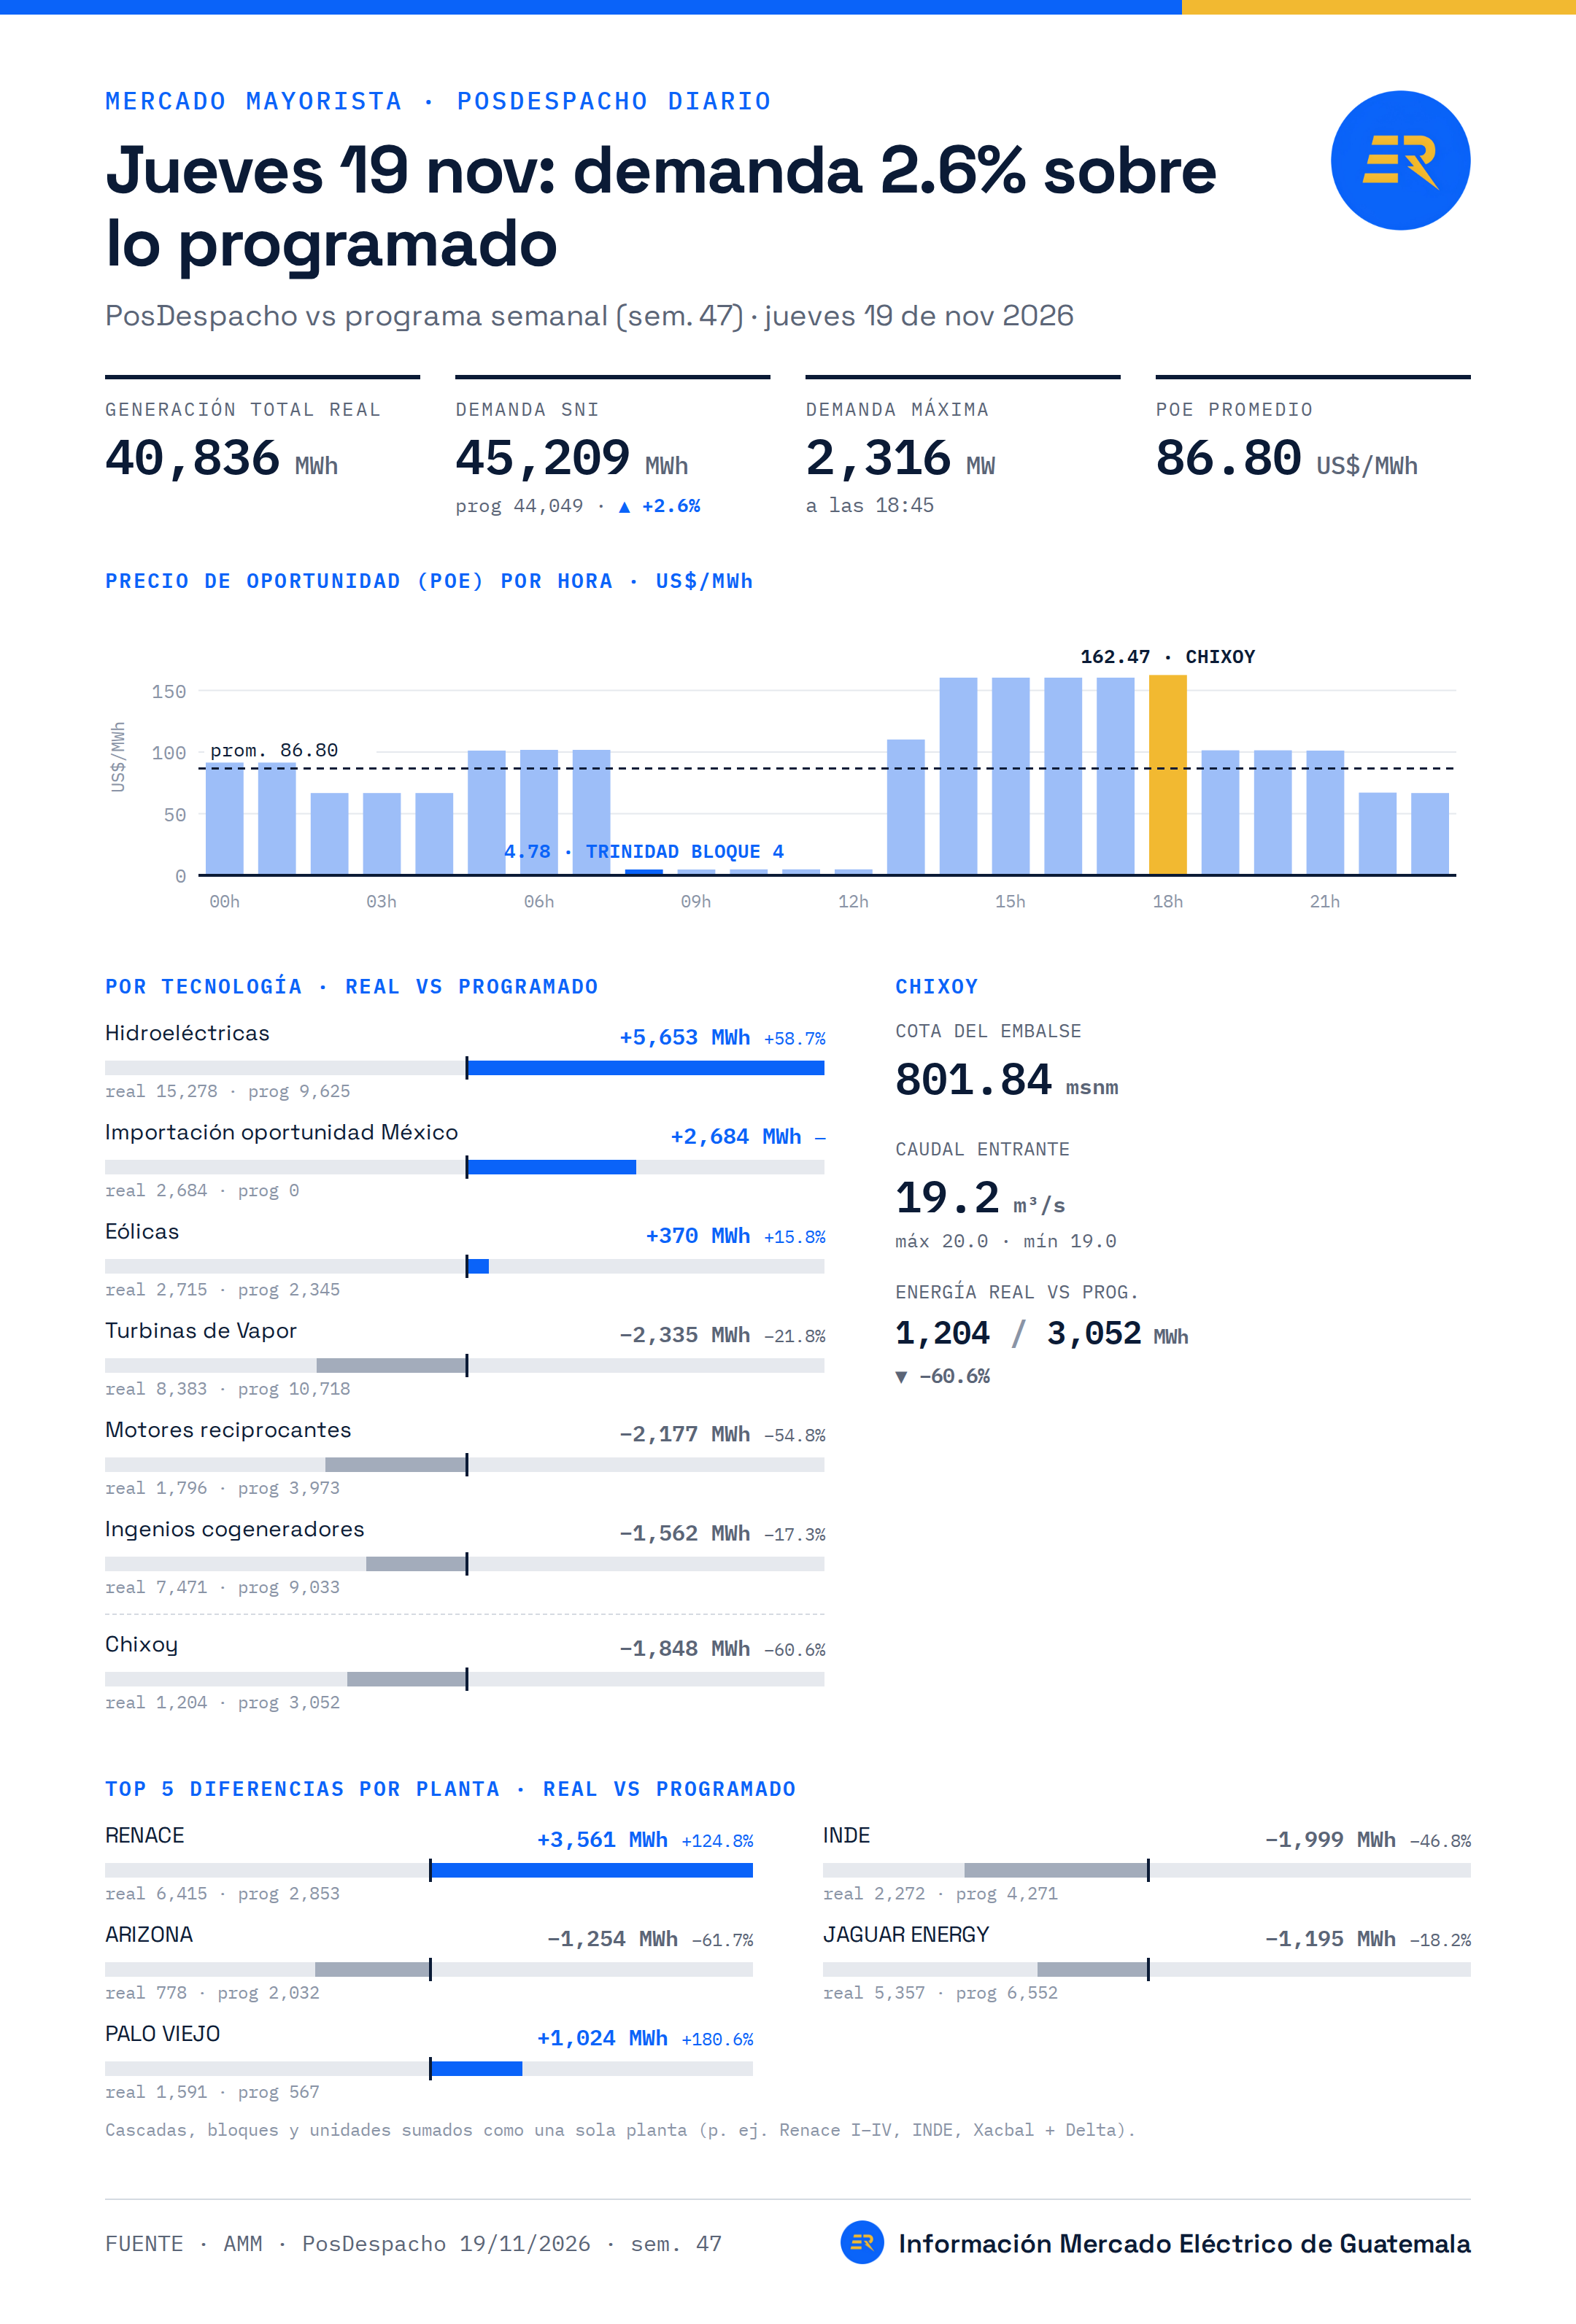 MERCADO MAYORISTA · POSDESPACHO DIARIO
Jueves 19 nov: demanda 2.6% sobre
lo programado
PosDespacho vs programa semanal (sem. 47) · jueves 19 de nov 2026
ER
GENERACIÓN TOTAL REAL
40,836 MWh
DEMANDA SNI
45,209 MWh
prog 44,049 · ▲ +2.6%
DEMANDA MÁXIMA
2,316 MW
a las 18:45
POE PROMEDIO
86.80 US$/MWh
PRECIO DE OPORTUNIDAD (POE) POR HORA · US$/MWh
162.47 · CHIXOY
US$/MWh
150
100
50
0
prom. 86.80
4.78 · TRINIDAD BLOQUE 4
00h 03h 06h 09h 12h 15h 18h 21h
POR TECNOLOGÍA · REAL VS PROGRAMADO
Hidroeléctricas +5,653 MWh +58.7%
real 15,278 · prog 9,625
Importación oportunidad México +2,684 MWh —
real 2,684 · prog 0
Eólicas +370 MWh +15.8%
real 2,715 · prog 2,345
Turbinas de Vapor −2,335 MWh −21.8%
real 8,383 · prog 10,718
Motores reciprocantes −2,177 MWh −54.8%
real 1,796 · prog 3,973
Ingenios cogeneradores −1,562 MWh −17.3%
real 7,471 · prog 9,033
Chixoy −1,848 MWh −60.6%
real 1,204 · prog 3,052
CHIXOY
COTA DEL EMBALSE
801.84 msnm
CAUDAL ENTRANTE
19.2 m³/s
máx 20.0 · mín 19.0
ENERGÍA REAL VS PROG.
1,204 / 3,052 MWh
▼ −60.6%
TOP 5 DIFERENCIAS POR PLANTA · REAL VS PROGRAMADO
RENACE +3,561 MWh +124.8%
real 6,415 · prog 2,853
INDE −1,999 MWh −46.8%
real 2,272 · prog 4,271
ARIZONA −1,254 MWh −61.7%
real 778 · prog 2,032
JAGUAR ENERGY −1,195 MWh −18.2%
real 5,357 · prog 6,552
PALO VIEJO +1,024 MWh +180.6%
real 1,591 · prog 567
Cascadas, bloques y unidades sumados como una sola planta (p. ej. Renace I–IV, INDE, Xacbal + Delta).
FUENTE · AMM · PosDespacho 19/11/2026 · sem. 47
ER Información Mercado Eléctrico de Guatemala